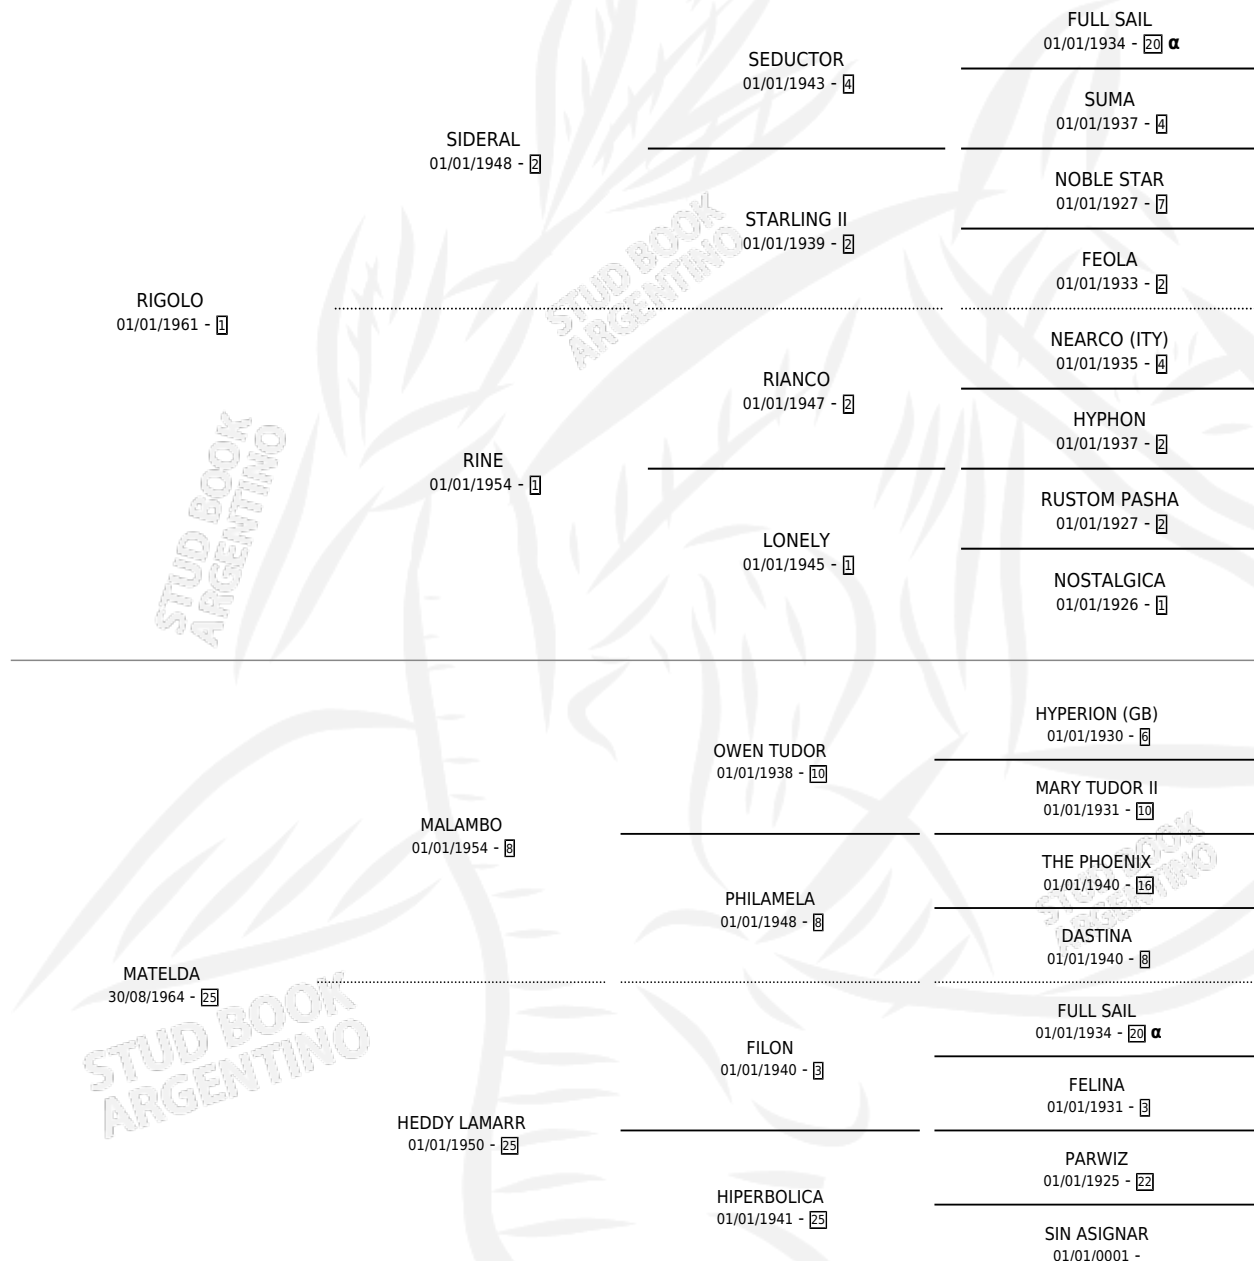 FULL SAIL
01/01/1934 - 20 α
SEDUCTOR
01/01/1943 - 4
SUMA
01/01/1937 - 4
SIDERAL
01/01/1948 - 2
NOBLE STAR
01/01/1927 - 7
STARLING II
01/01/1939 - 2
FEOLA
01/01/1933 - 2
RIGOLO
01/01/1961 - 1
NEARCO (ITY)
01/01/1935 - 4
RIANCO
01/01/1947 - 2
HYPHON
01/01/1937 - 2
RINE
01/01/1954 - 1
RUSTOM PASHA
01/01/1927 - 2
LONELY
01/01/1945 - 1
NOSTALGICA
01/01/1926 - 1
HYPERION (GB)
01/01/1930 - 6
OWEN TUDOR
01/01/1938 - 10
MARY TUDOR II
01/01/1931 - 10
MALAMBO
01/01/1954 - 8
THE PHOENIX
01/01/1940 - 16
PHILAMELA
01/01/1948 - 8
DASTINA
01/01/1940 - 8
MATELDA
30/08/1964 - 25
FULL SAIL
01/01/1934 - 20 α
FILON
01/01/1940 - 3
FELINA
01/01/1931 - 3
HEDDY LAMARR
01/01/1950 - 25
PARWIZ
01/01/1925 - 22
HIPERBOLICA
01/01/1941 - 25
SIN ASIGNAR
01/01/0001 -
STUD BOOK
ARGENTINO
STUD BOOK
ARGENTINO
STUD BOOK
ARGENTINO
STUD BOOK
ARGENTINO